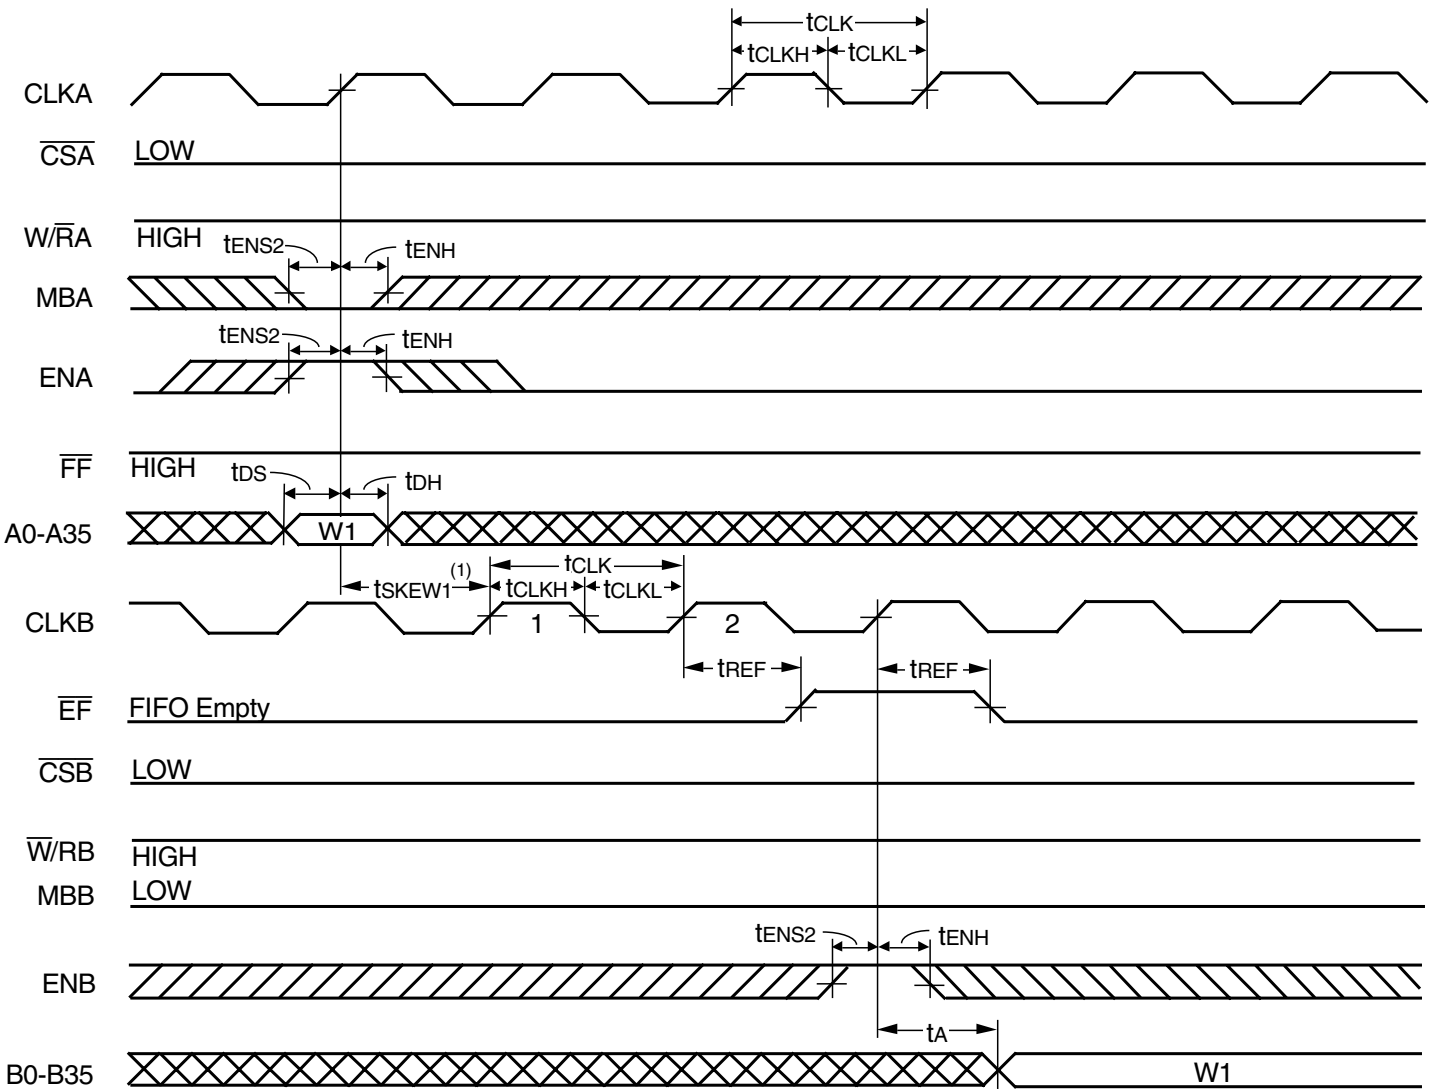 tCLK
tCLKH tCLKL
CLKA
CSA LOW
W/RA HIGH tENS2 tENH
MBA
tENS2 tENH
ENA
FF HIGH tDS tDH
A0-A35 W1
tSKEW1(1) tCLK
tCLKH tCLKL
CLKB 1 2
tREF tREF
EF FIFO Empty
CSB LOW
W/RB HIGH
MBB LOW
tENS2 tENH
ENB
tA
B0-B35 W1